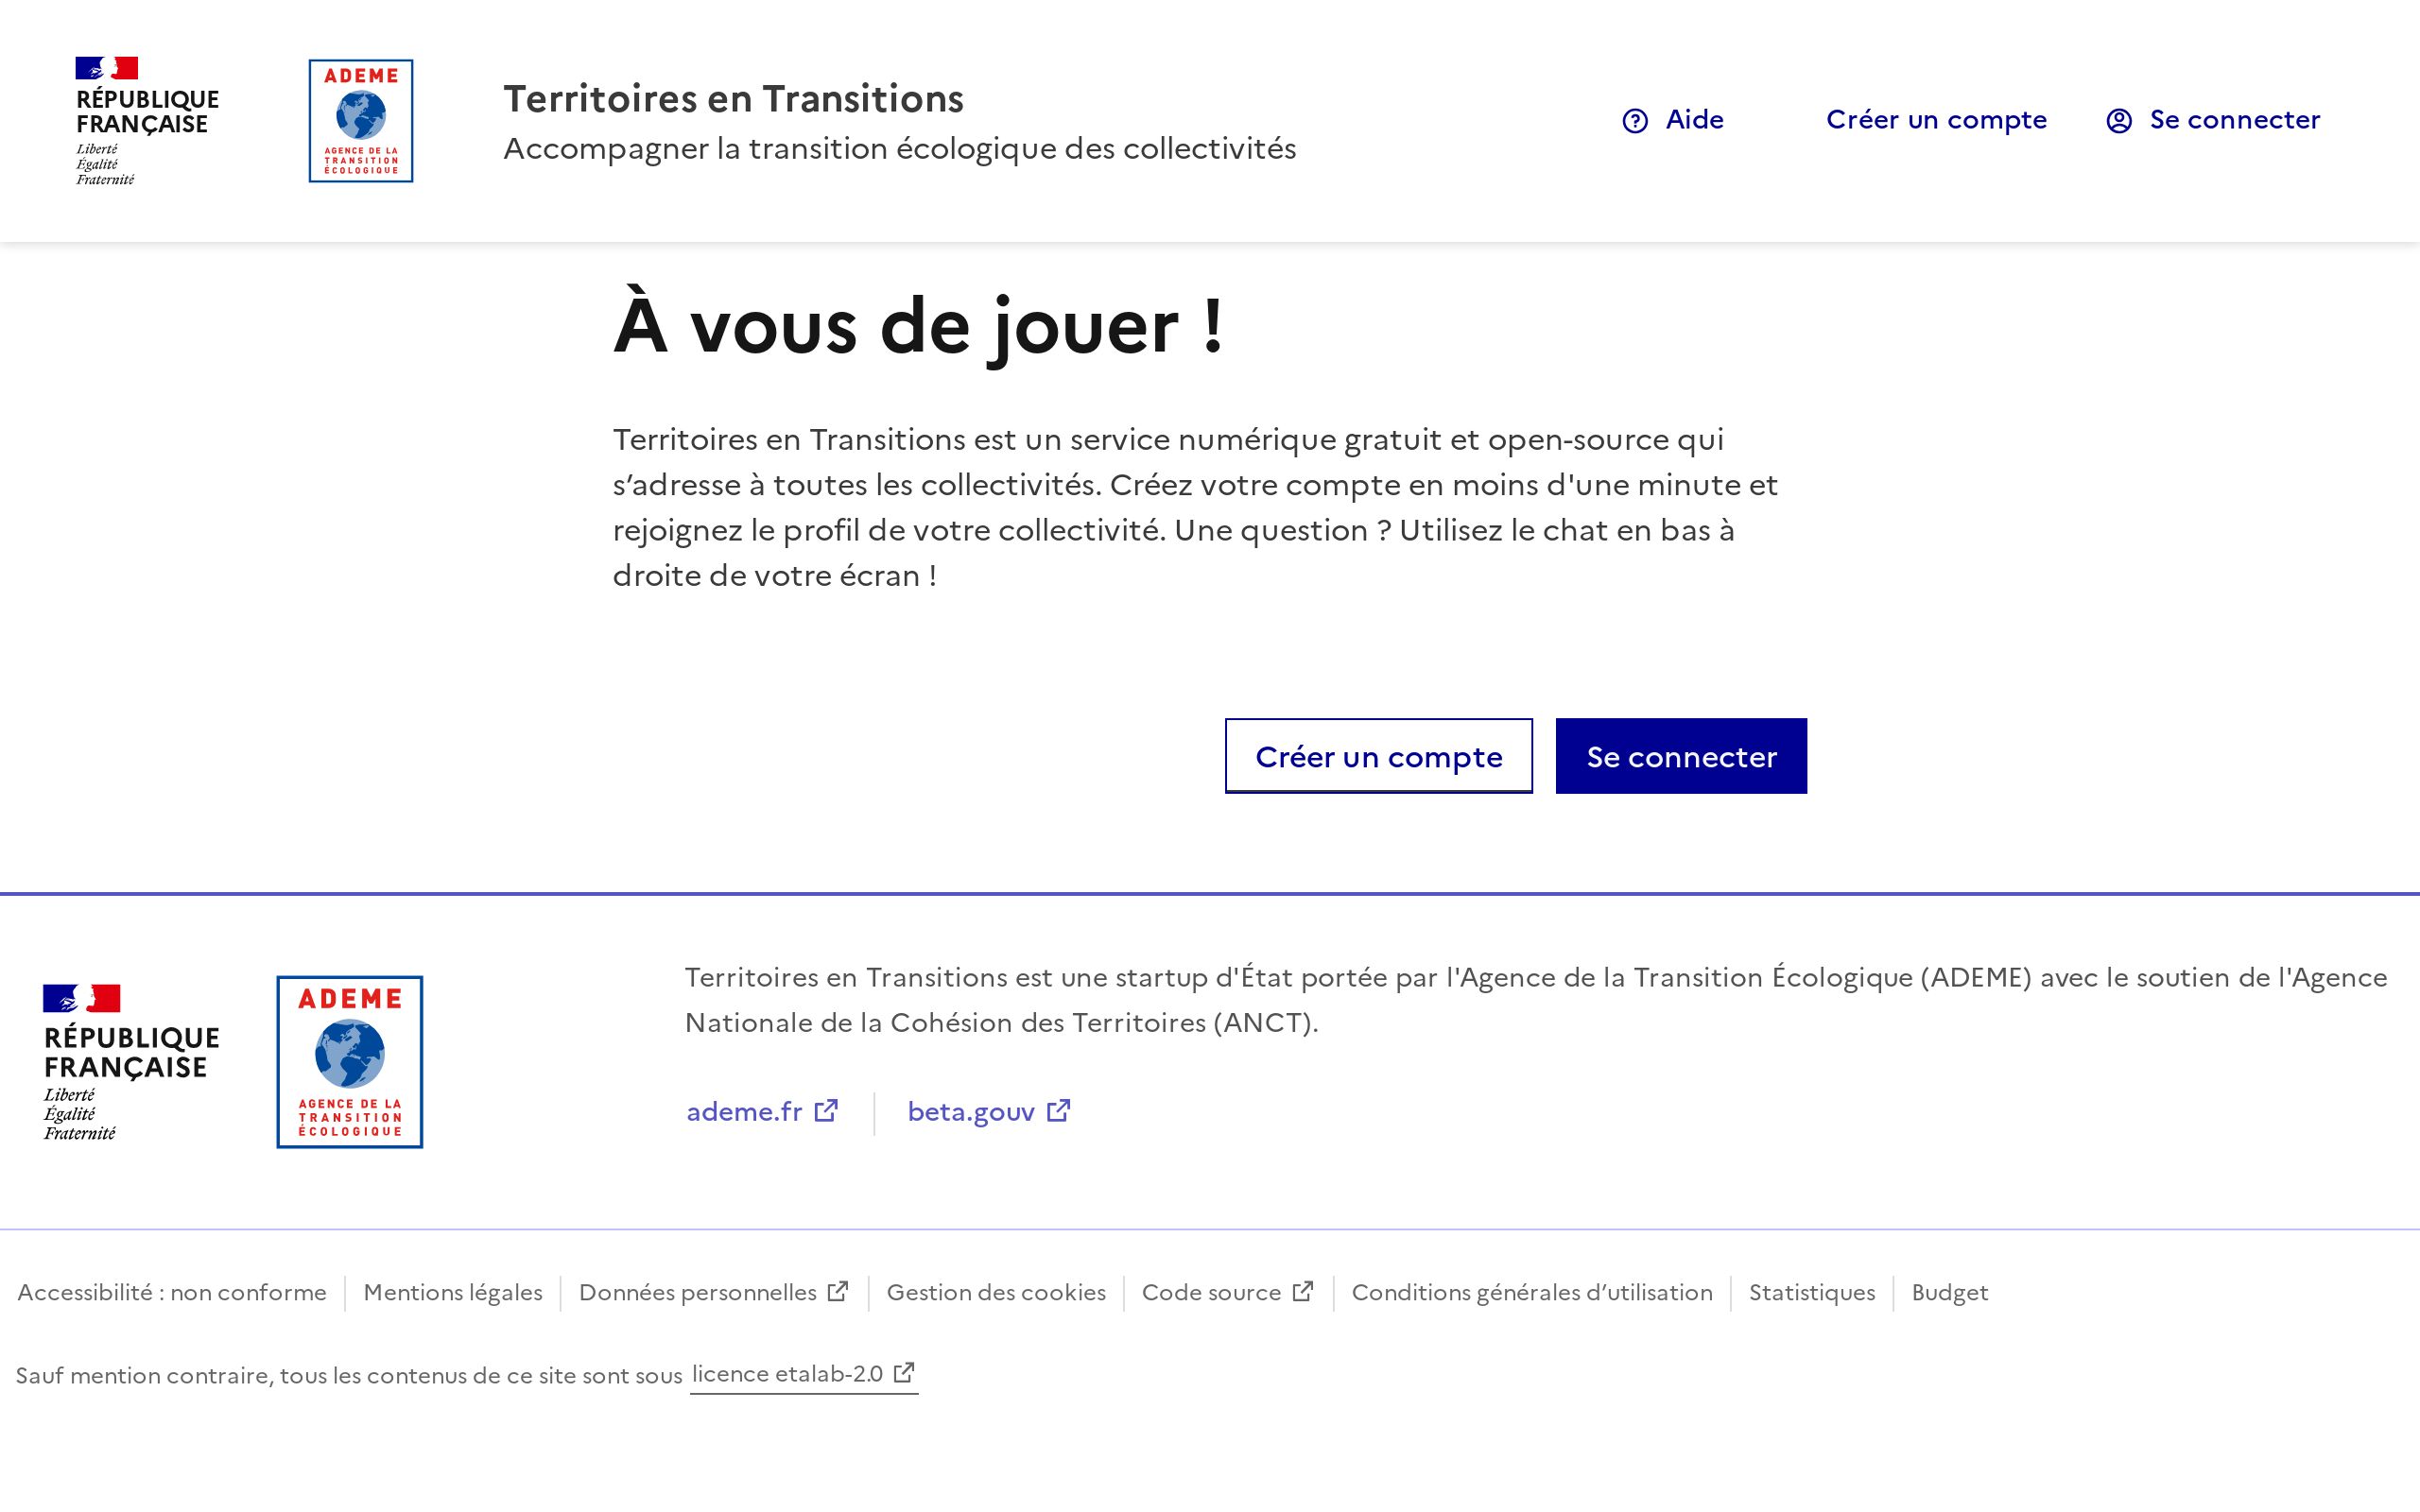 RÉPUBLIQUE
FRANÇAISE
Liberté
Égalité
Fraternité
ADEME
AGENCE DE LA
TRANSITION
ÉCOLOGIQUE
Territoires en Transitions
Accompagner la transition écologique des collectivités
Aide
Créer un compte
Se connecter
À vous de jouer !
Territoires en Transitions est un service numérique gratuit et open-source qui
s’adresse à toutes les collectivités. Créez votre compte en moins d'une minute et
rejoignez le profil de votre collectivité. Une question ? Utilisez le chat en bas à
droite de votre écran !
Créer un compte
Se connecter
RÉPUBLIQUE
FRANÇAISE
Liberté
Égalité
Fraternité
ADEME
AGENCE DE LA
TRANSITION
ÉCOLOGIQUE
Territoires en Transitions est une startup d'État portée par l'Agence de la Transition Écologique (ADEME) avec le soutien de l'Agence
Nationale de la Cohésion des Territoires (ANCT).
ademe.fr
beta.gouv
Accessibilité : non conforme
Mentions légales
Données personnelles
Gestion des cookies
Code source
Conditions générales d’utilisation
Statistiques
Budget
Sauf mention contraire, tous les contenus de ce site sont sous licence etalab-2.0